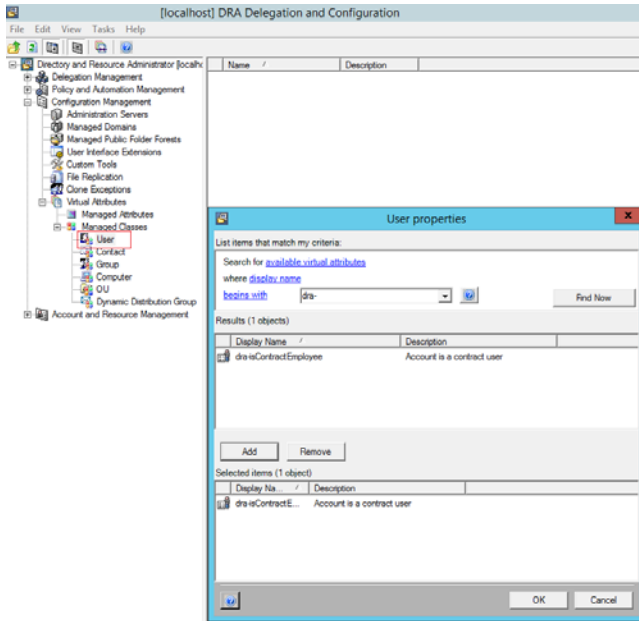 [localhost] DRA Delegation and Configuration
File Edit View Tasks Help
Directory and Resource Administrator [localho
Delegation Management
Policy and Automation Management
Configuration Management
Administration Servers
Managed Domains
Managed Public Folder Forests
User Interface Extensions
Custom Tools
File Replication
Clone Exceptions
Virtual Attributes
Managed Attributes
Managed Classes
User
Contact
Group
Computer
OU
Dynamic Distribution Group
Account and Resource Management
Name / Description
User properties
x
List items that match my criteria:
Search for available virtual attributes
where display name
begins with dra- Find Now
Results (1 objects)
Display Name / Description
dra-isContractEmployee Account is a contract user
Add Remove
Selected items (1 object)
Display Na... / Description
dra-isContractE... Account is a contract user
OK Cancel